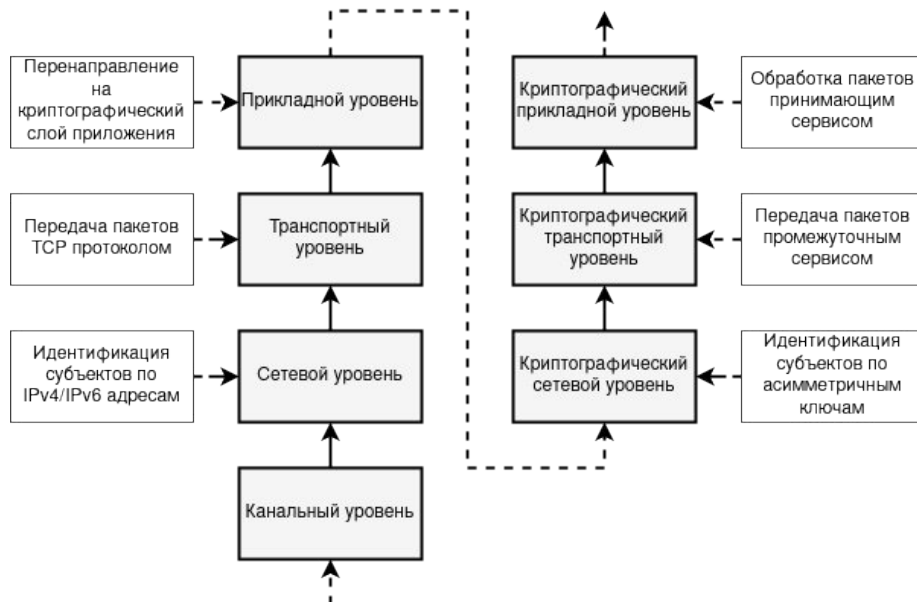 Перенаправление
на
криптографический
слой приложения
Прикладной уровень
Криптографический
прикладной уровень
Обработка пакетов
принимающим
сервисом
Передача пакетов
TCP протоколом
Транспортный
уровень
Криптографический
транспортный
уровень
Передача пакетов
промежуточным
сервисом
Идентификация
субъектов по
IPv4/IPv6 адресам
Сетевой уровень
Криптографический
сетевой уровень
Идентификация
субъектов по
асимметричным
ключам
Канальный уровень